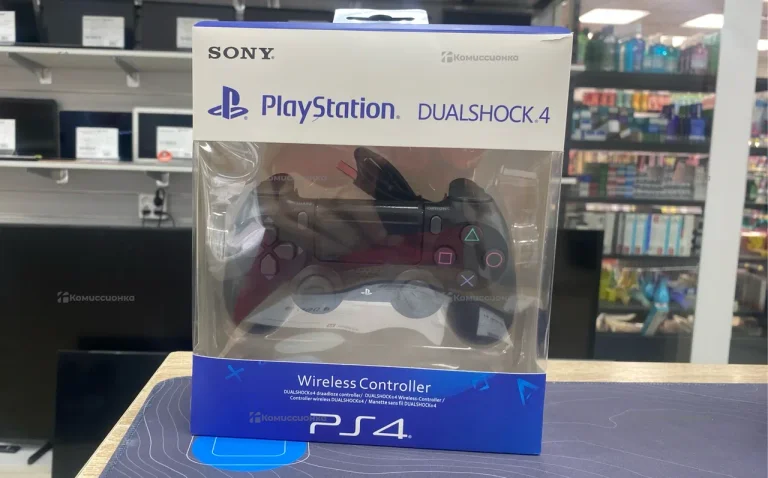 SONY
Комиссионка
PlayStation DUALSHOCK 4
Комиссионка
Комиссионка
Комиссионка
Wireless Controller
DUALSHOCK®4 draadloze controller/ DUALSHOCK®4 Wireless-Controller /
Controller wireless DUALSHOCK®4 / Manette sans fil DUALSHOCK®4
Комиссионка
PS4